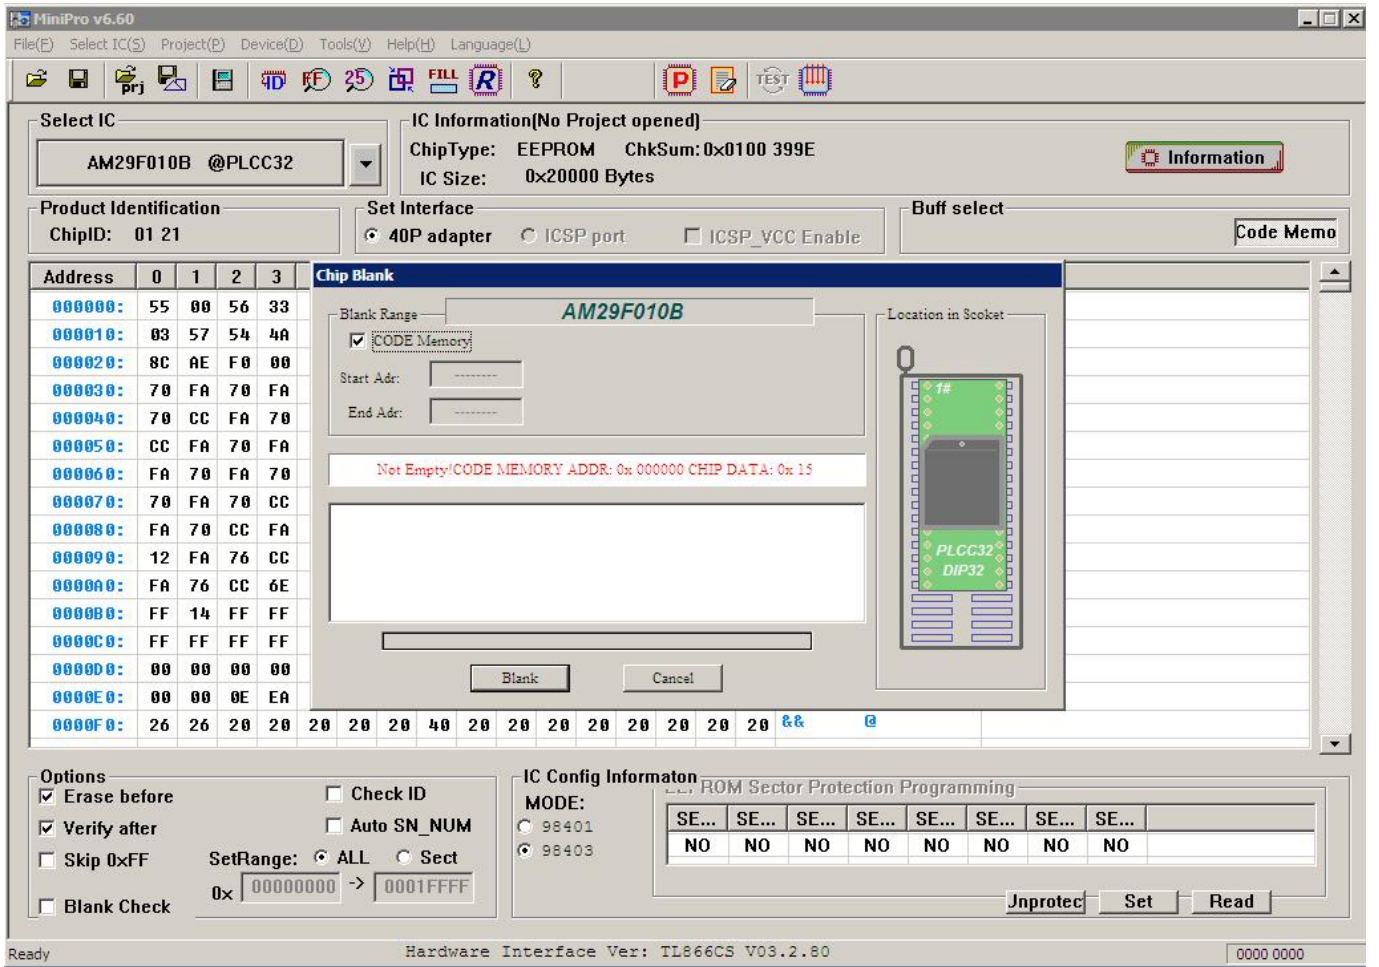 MiniPro v6.60
File(F) Select IC(S) Project(P) Device(D) Tools(V) Help(H) Language(L)
prj 25 FILL R ? P TEST
Select IC
AM29F010B @PLCC32
IC Information(No Project opened)
ChipType: EEPROM ChkSum:0x0100 399E
IC Size: 0x20000 Bytes
Information
Product Identification
ChipID: 01 21
Set Interface
40P adapter ICSP port ICSP_VCC Enable
Buff select
Code Memo
Address 0 1 2 3
000000: 55 00 56 33
000010: 03 57 54 4A
000020: 8C AE F0 00
000030: 70 FA 70 FA
000040: 70 CC FA 70
000050: CC FA 70 FA
000060: FA 70 FA 70
000070: 70 FA 70 CC
000080: FA 70 CC FA
000090: 12 FA 76 CC
0000A0: FA 76 CC 6E
0000B0: FF 14 FF FF
0000C0: FF FF FF FF
0000D0: 00 00 00 00
0000E0: 00 00 0E EA
0000F0: 26 26 20 20 20 20 20 40 20 20 20 20 20 20 20 20 && @
Chip Blank
Blank Range
AM29F010B
CODE Memory
Start Adr: --------
End Adr: --------
Not Empty!CODE MEMORY ADDR: 0x 000000 CHIP DATA: 0x 15
Blank Cancel
Location in Scoket
1#
PLCC32
DIP32
Options
Erase before
Verify after
Skip 0xFF
Blank Check
Check ID
Auto SN_NUM
SetRange: ALL Sect
0x 00000000 -> 0001FFFF
IC Config Informaton
MODE:
98401
98403
EEPROM Sector Protection Programming
SE... SE... SE... SE... SE... SE... SE... SE...
NO NO NO NO NO NO NO NO
Jnprotec Set Read
Ready
Hardware Interface Ver: TL866CS V03.2.80
0000 0000